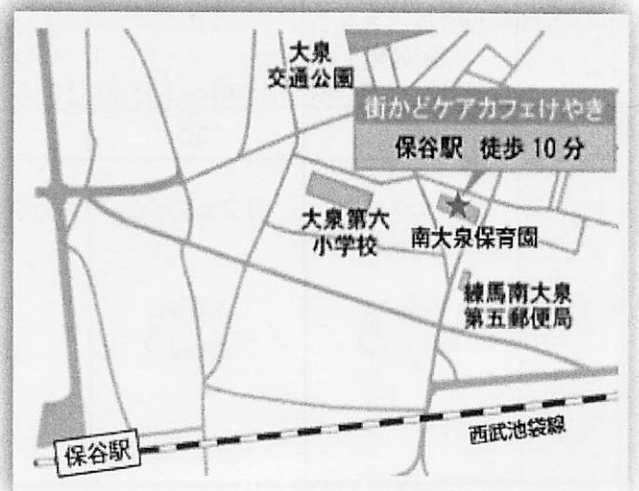 大泉
交通公園
街かどケアカフェけやき
保谷駅 徒歩10分
大泉第六
小学校
南大泉保育園
練馬南大泉
第五郵便局
西武池袋線
保谷駅